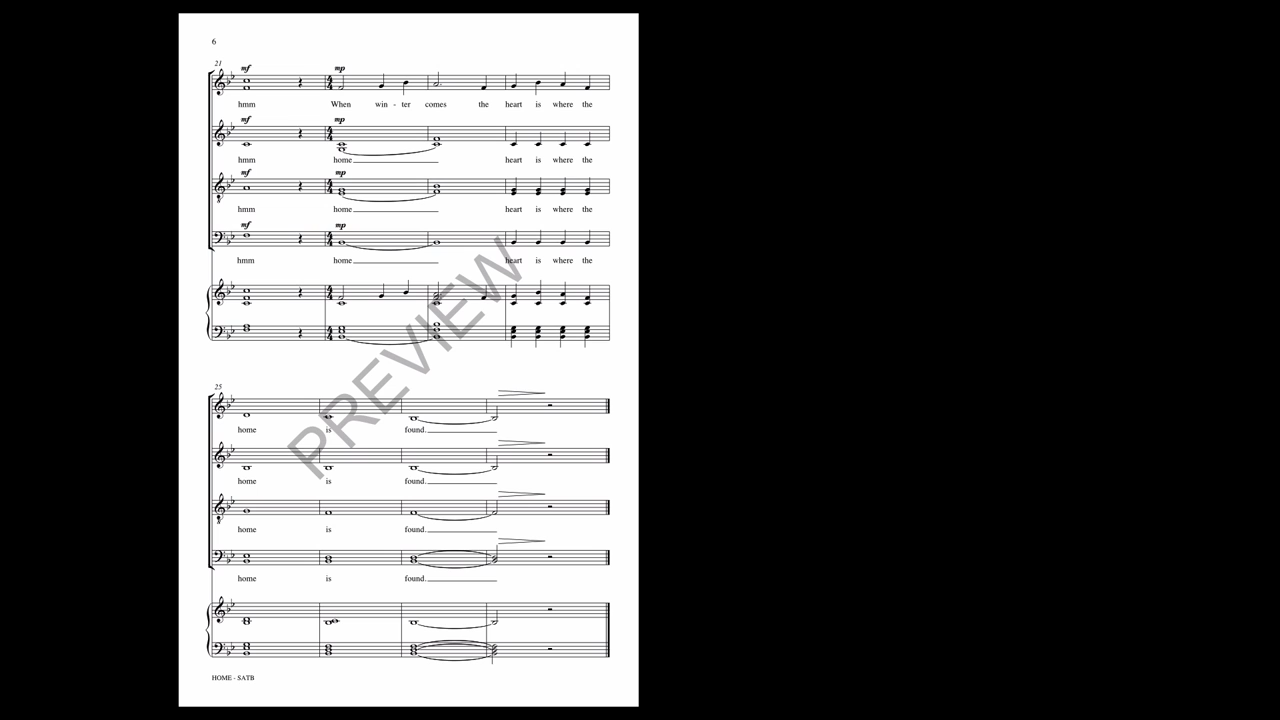 6
21
mf
mp
hmm When win - ter comes the heart is where the
mf
mp
hmm home heart is where the
mf
mp
hmm home heart is where the
mf
mp
hmm home heart is where the
PREVIEW
25
home is found.
home is found.
home is found.
home is found.
HOME - SATB